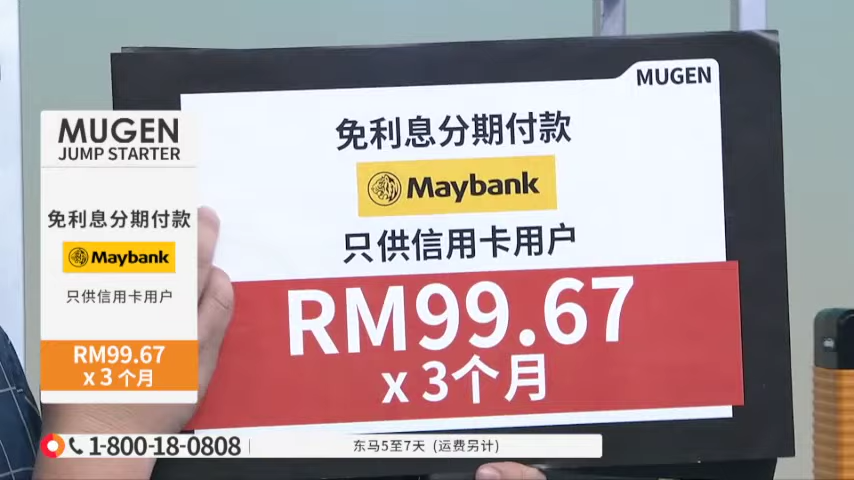 MUGEN
免利息分期付款
Maybank
只供信用卡用户
RM99.67
x 3个月
MUGEN
JUMP STARTER
免利息分期付款
Maybank
只供信用卡用户
RM99.67
x 3 个月
1-800-18-0808
东马5至7天 (运费另计)